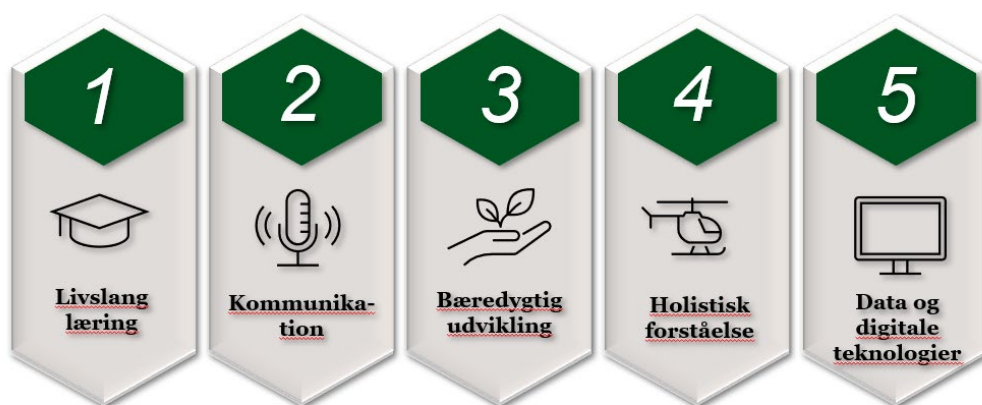 1
Livslang
læring
2
Kommunika-
tion
3
Bæredygtig
udvikling
4
Holistisk
forståelse
5
Data og
digitale
teknologier